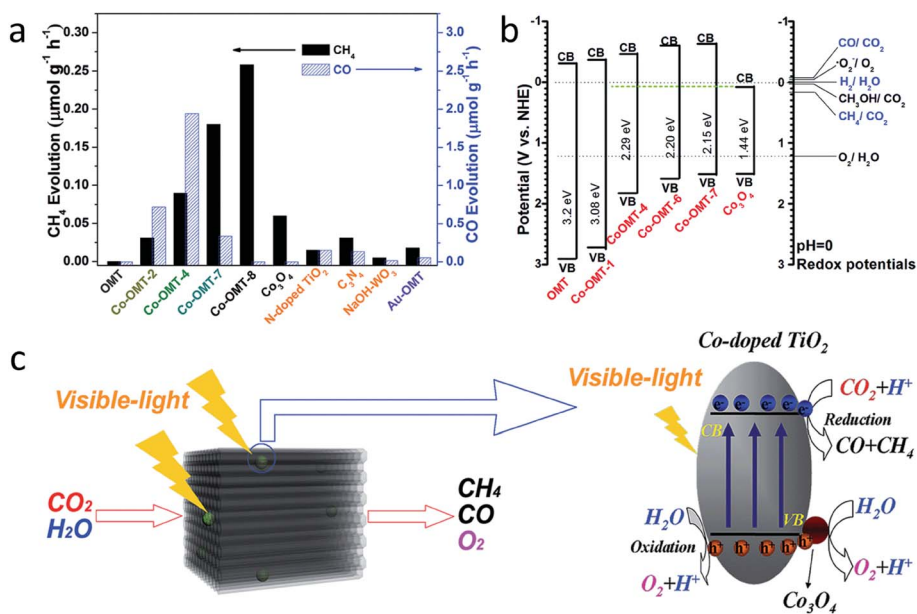 a
CH₄ Evolution (μmol g⁻¹ h⁻¹)
0.30
0.25
0.20
0.15
0.10
0.05
0.00
CH₄
CO
3.0
2.5
2.0
1.5
1.0
0.5
0.0
CO Evolution (μmol g⁻¹ h⁻¹)
OMT
Co-OMT-2
Co-OMT-4
Co-OMT-7
Co-OMT-8
Co₃O₄
N-doped TiO₂
C₃N₄
NaOH-WO₃
Au-OMT
b
Potential (V vs. NHE)
-1
0
1
2
3
CB
3.2 eV
VB
OMT
CB
3.08 eV
VB
Co-OMT-1
CB
2.29 eV
VB
CoOMT-4
CB
2.20 eV
VB
Co-OMT-6
CB
2.15 eV
VB
Co-OMT-7
CB
1.44 eV
VB
Co₃O₄
-1
0
1
2
3
CO/ CO₂
·O₂⁻/ O₂
H₂/ H₂O
CH₃OH/ CO₂
CH₄/ CO₂
O₂/ H₂O
pH=0
Redox potentials
c
Visible-light
CO₂
H₂O
CH₄
CO
O₂
Co-doped TiO₂
Visible-light
e⁻ e⁻ e⁻ e⁻ e⁻
CB
CO₂+H⁺
Reduction
CO+CH₄
VB
H₂O
Oxidation
O₂+H⁺
h⁺ h⁺ h⁺ h⁺ h⁺
H₂O
O₂+H⁺
Co₃O₄